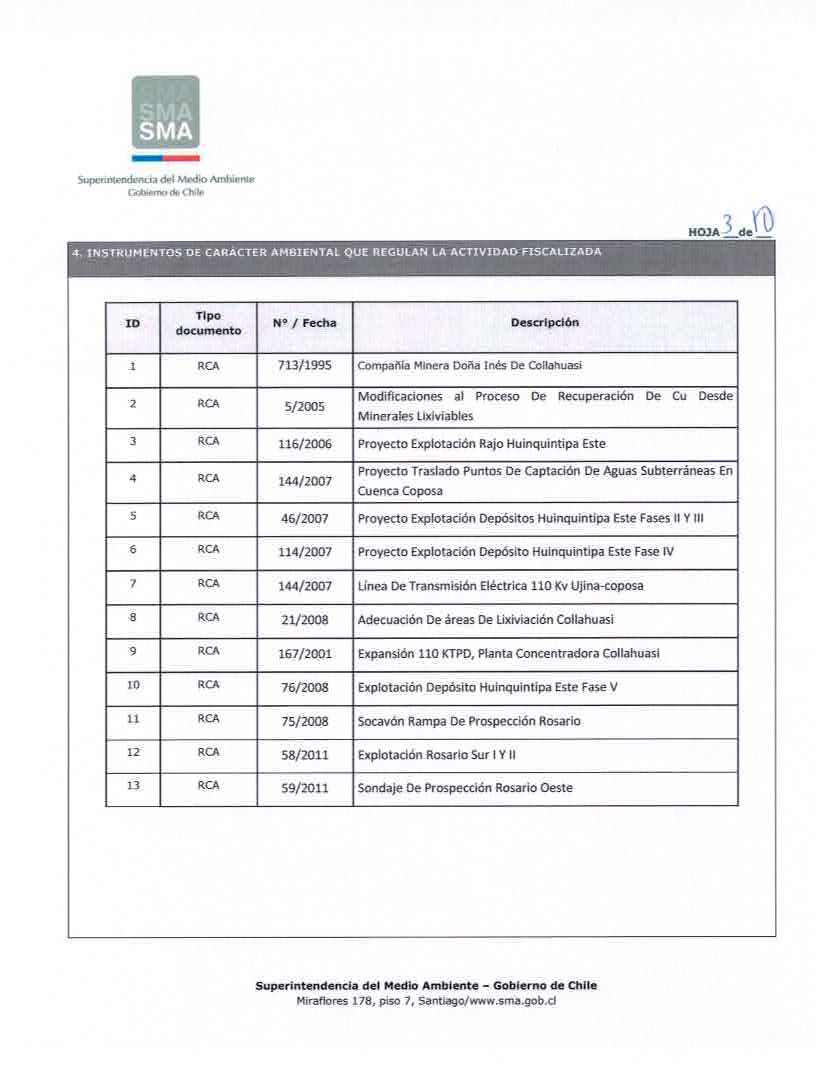 SMA
SMA
SMA
Superintendencia del Medio Ambiente
Gobierno de Chile
HOJA 3 de 10
4. INSTRUMENTOS DE CARÁCTER AMBIENTAL QUE REGULAN LA ACTIVIDAD FISCALIZADA
ID Tipo documento N° / Fecha Descripción
1 RCA 713/1995 Compañía Minera Doña Inés De Collahuasi
2 RCA 5/2005 Modificaciones al Proceso De Recuperación De Cu Desde
Minerales Lixiviables
3 RCA 116/2006 Proyecto Explotación Rajo Huinquintipa Este
4 RCA 144/2007 Proyecto Traslado Puntos De Captación De Aguas Subterráneas En
Cuenca Coposa
5 RCA 46/2007 Proyecto Explotación Depósitos Huinquintipa Este Fases II Y III
6 RCA 114/2007 Proyecto Explotación Depósito Huinquintipa Este Fase IV
7 RCA 144/2007 Línea De Transmisión Eléctrica 110 Kv Ujina-coposa
8 RCA 21/2008 Adecuación De áreas De Lixiviación Collahuasi
9 RCA 167/2001 Expansión 110 KTPD, Planta Concentradora Collahuasi
10 RCA 76/2008 Explotación Depósito Huinquintipa Este Fase V
11 RCA 75/2008 Socavón Rampa De Prospección Rosario
12 RCA 58/2011 Explotación Rosario Sur I Y II
13 RCA 59/2011 Sondaje De Prospección Rosario Oeste
Superintendencia del Medio Ambiente – Gobierno de Chile
Miraflores 178, piso 7, Santiago/www.sma.gob.cl